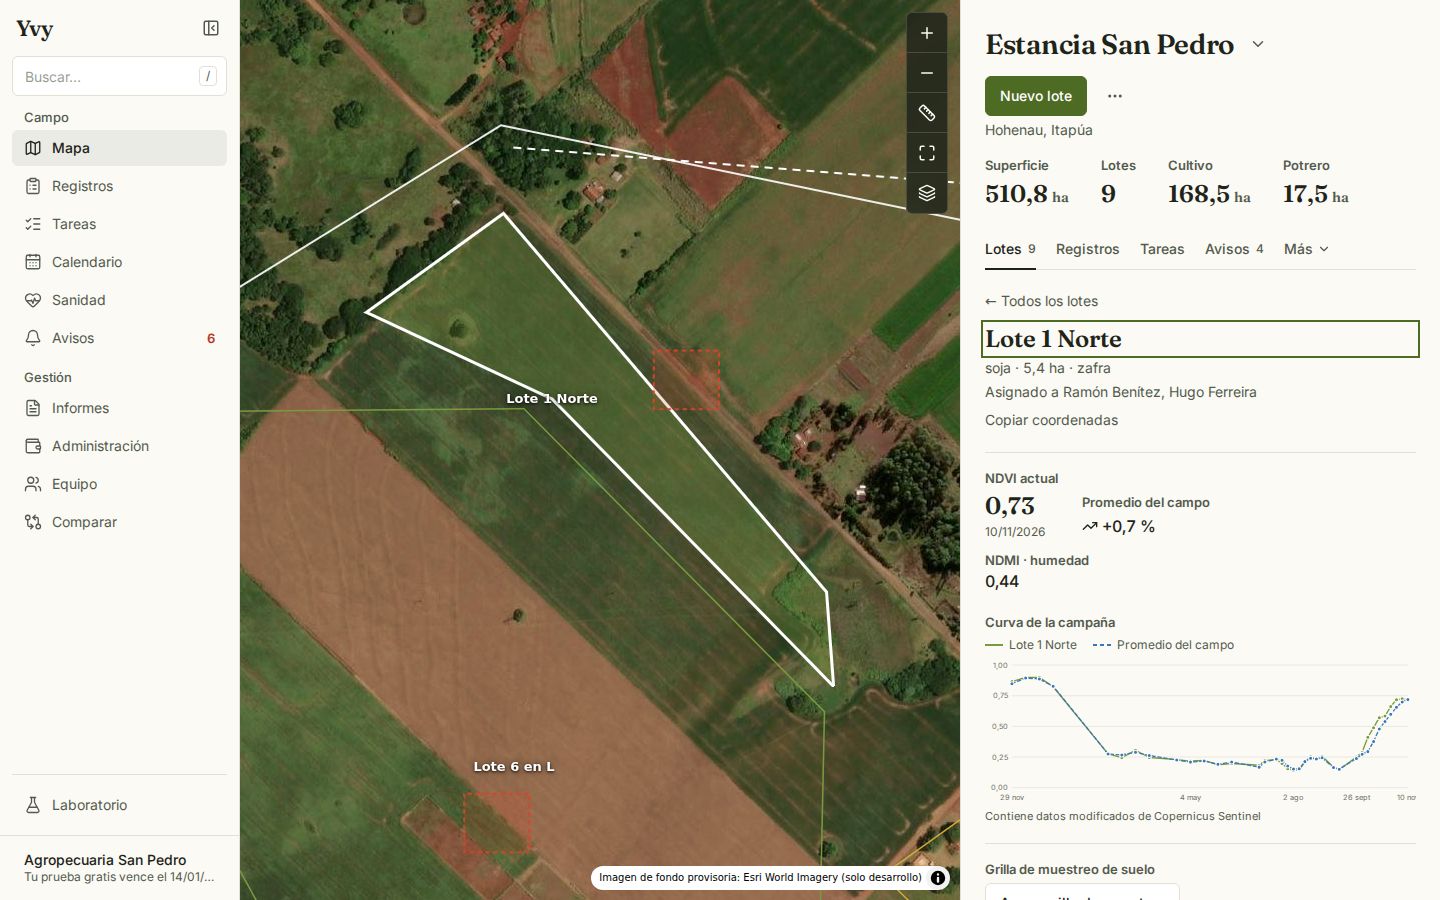 Yvy
Buscar...
/
Campo
Mapa
Registros
Tareas
Calendario
Sanidad
Avisos 6
Gestión
Informes
Administración
Equipo
Comparar
Laboratorio
Agropecuaria San Pedro
Tu prueba gratis vence el 14/01/...
Lote 1 Norte
Lote 6 en L
Imagen de fondo provisoria: Esri World Imagery (solo desarrollo)
Estancia San Pedro
Nuevo lote
Hohenau, Itapúa
Superficie Lotes Cultivo Potrero
510,8 ha 9 168,5 ha 17,5 ha
Lotes 9 Registros Tareas Avisos 4 Más
← Todos los lotes
Lote 1 Norte
soja · 5,4 ha · zafra
Asignado a Ramón Benítez, Hugo Ferreira
Copiar coordenadas
NDVI actual
0,73
10/11/2026
Promedio del campo
+0,7 %
NDMI · humedad
0,44
Curva de la campaña
Lote 1 Norte Promedio del campo
1,00
0,75
0,50
0,25
0,00
29 nov 4 may 2 ago 26 sept 10 nov
Contiene datos modificados de Copernicus Sentinel
Grilla de muestreo de suelo